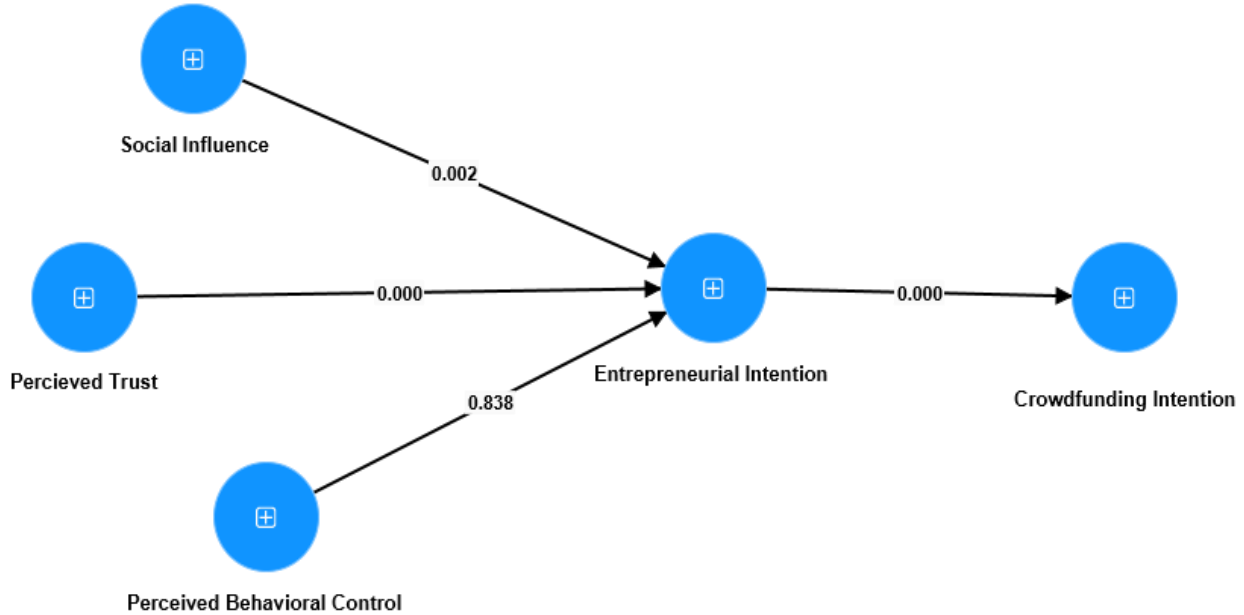 Social Influence
0.002
Percieved Trust
0.000
Entrepreneurial Intention
0.000
Crowdfunding Intention
0.838
Perceived Behavioral Control